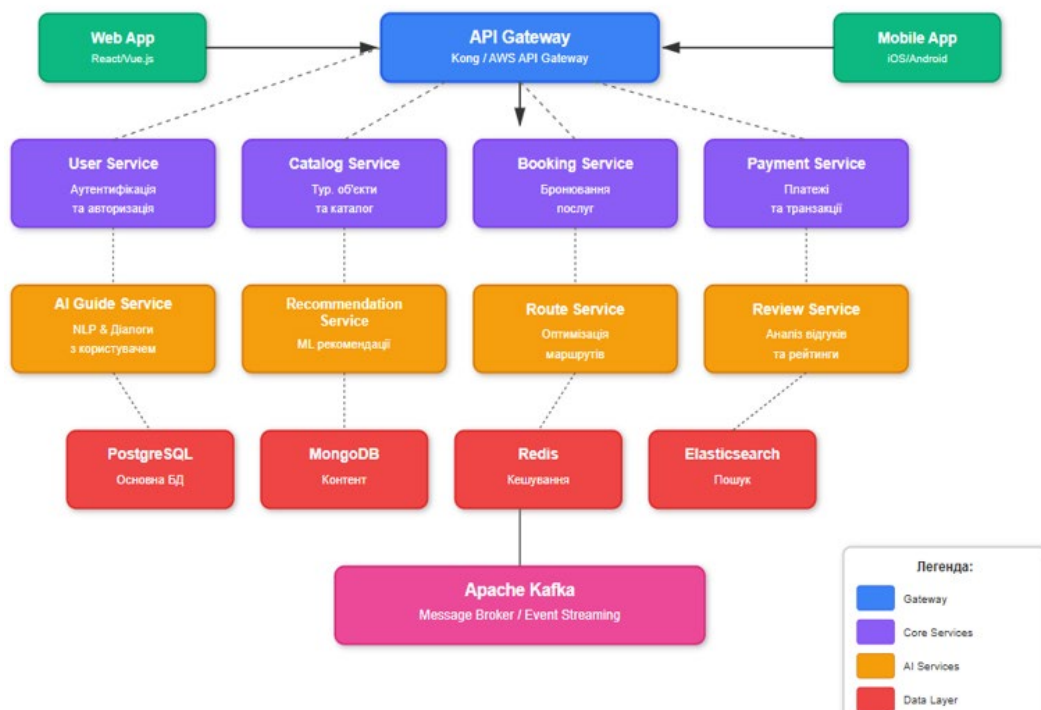 Web App
React/Vue.js
API Gateway
Kong / AWS API Gateway
Mobile App
iOS/Android
User Service
Аутентифікація
та авторизація
Catalog Service
Тур. об'єкти
та каталог
Booking Service
Бронювання
послуг
Payment Service
Платежі
та транзакції
AI Guide Service
NLP & Діалоги
з користувачем
Recommendation
Service
ML рекомендації
Route Service
Оптимізація
маршрутів
Review Service
Аналіз відгуків
та рейтинги
PostgreSQL
Основна БД
MongoDB
Контент
Redis
Кешування
Elasticsearch
Пошук
Apache Kafka
Message Broker / Event Streaming
Легенда:
Gateway
Core Services
AI Services
Data Layer